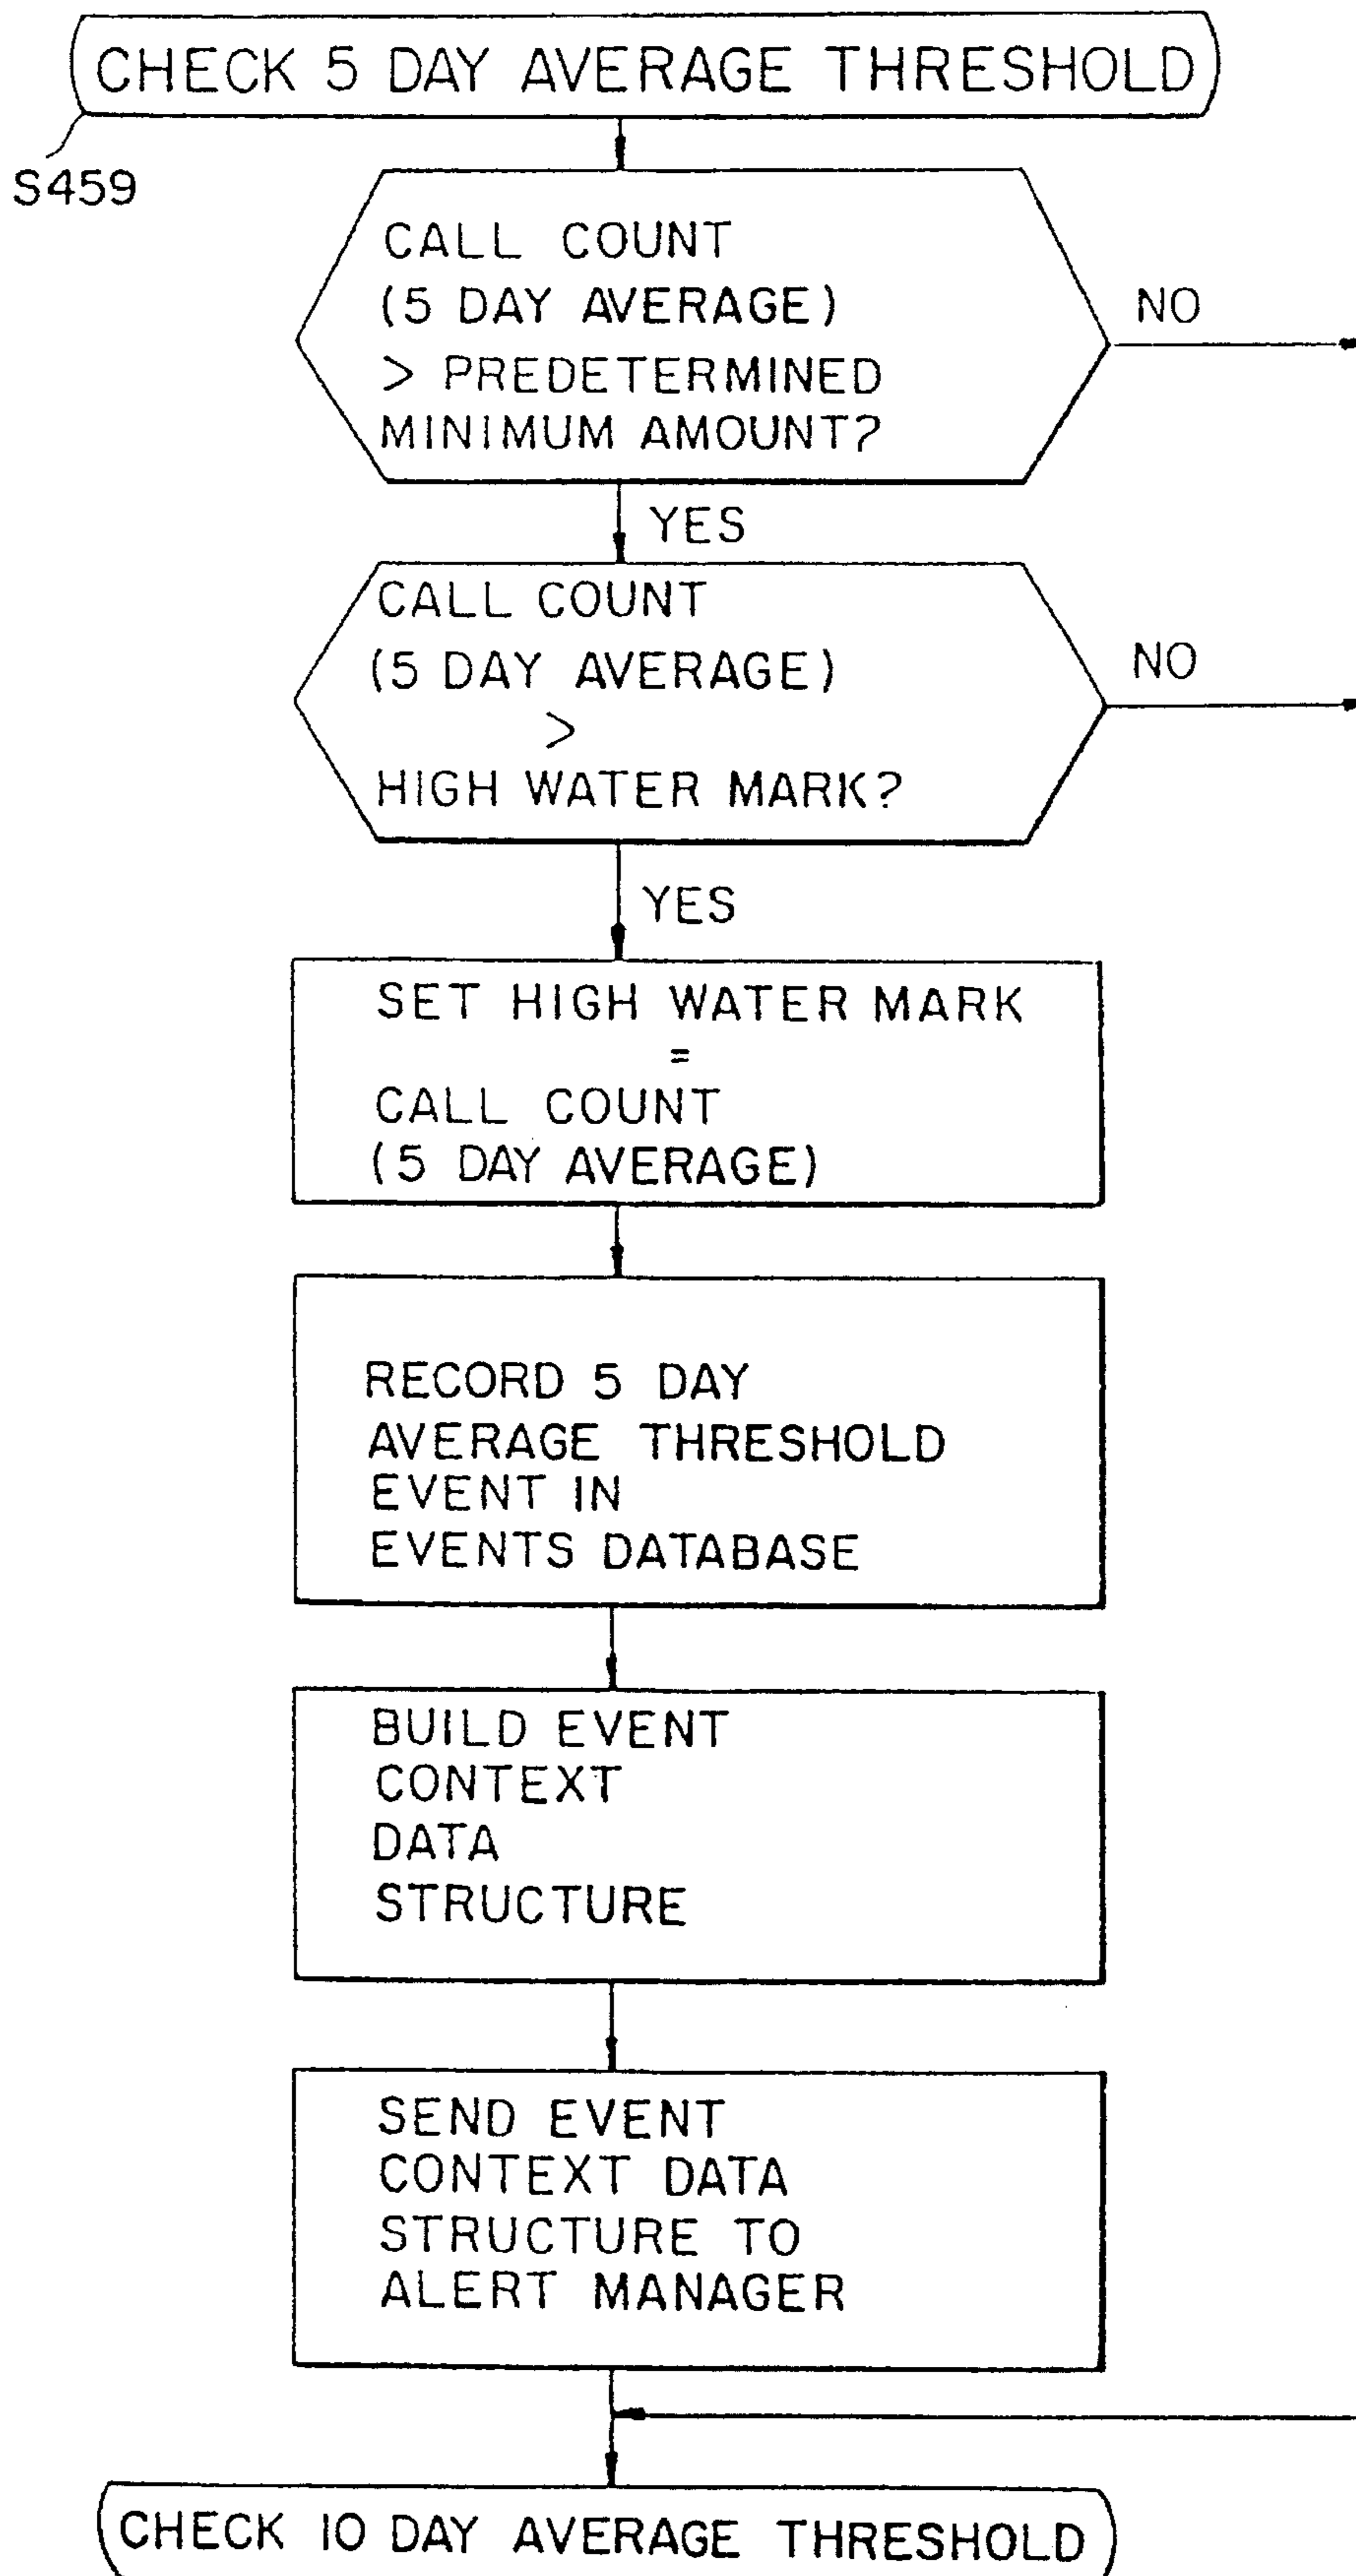 CHECK 5 DAY AVERAGE THRESHOLD
S459
CALL COUNT
(5 DAY AVERAGE)
> PREDETERMINED
MINIMUM AMOUNT?
NO
YES
CALL COUNT
(5 DAY AVERAGE)
>
HIGH WATER MARK?
NO
YES
SET HIGH WATER MARK
=
CALL COUNT
(5 DAY AVERAGE)
RECORD 5 DAY
AVERAGE THRESHOLD
EVENT IN
EVENTS DATABASE
BUILD EVENT
CONTEXT
DATA
STRUCTURE
SEND EVENT
CONTEXT DATA
STRUCTURE TO
ALERT MANAGER
CHECK 10 DAY AVERAGE THRESHOLD